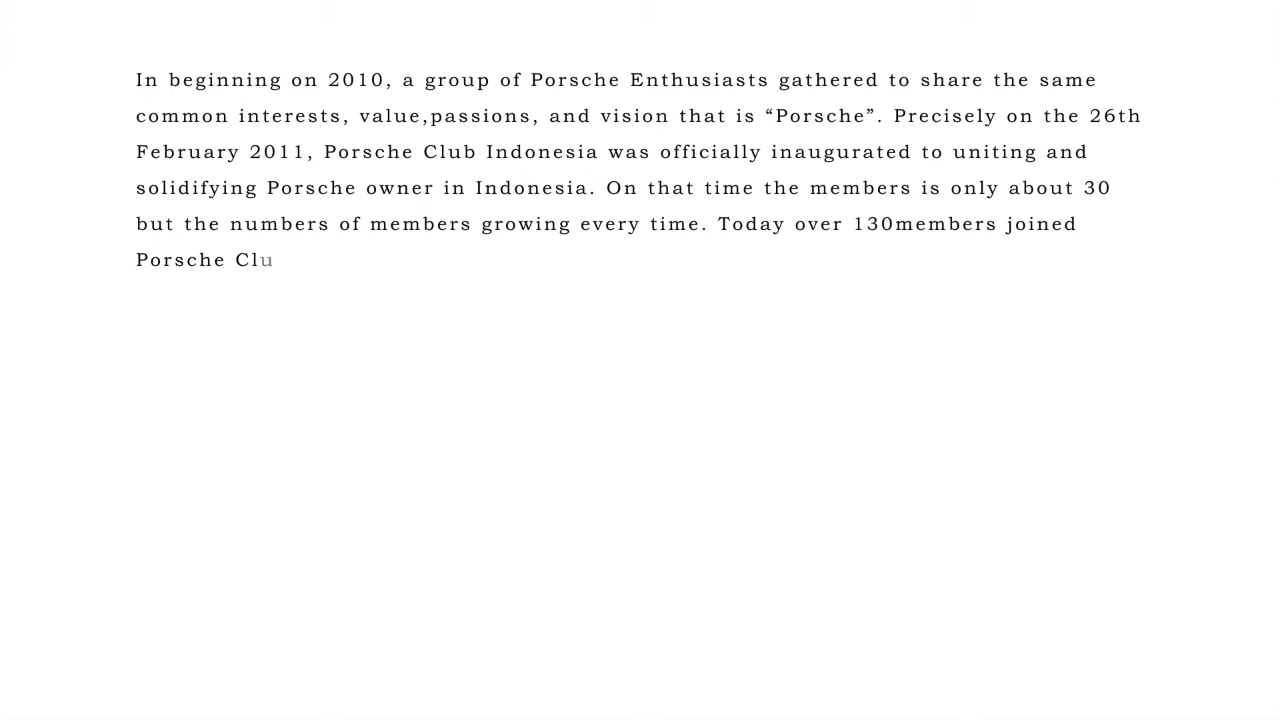 In beginning on 2010, a group of Porsche Enthusiasts gathered to share the same
common interests, value,passions, and vision that is “Porsche”. Precisely on the 26th
February 2011, Porsche Club Indonesia was officially inaugurated to uniting and
solidifying Porsche owner in Indonesia. On that time the members is only about 30
but the numbers of members growing every time. Today over 130members joined
Porsche Clu